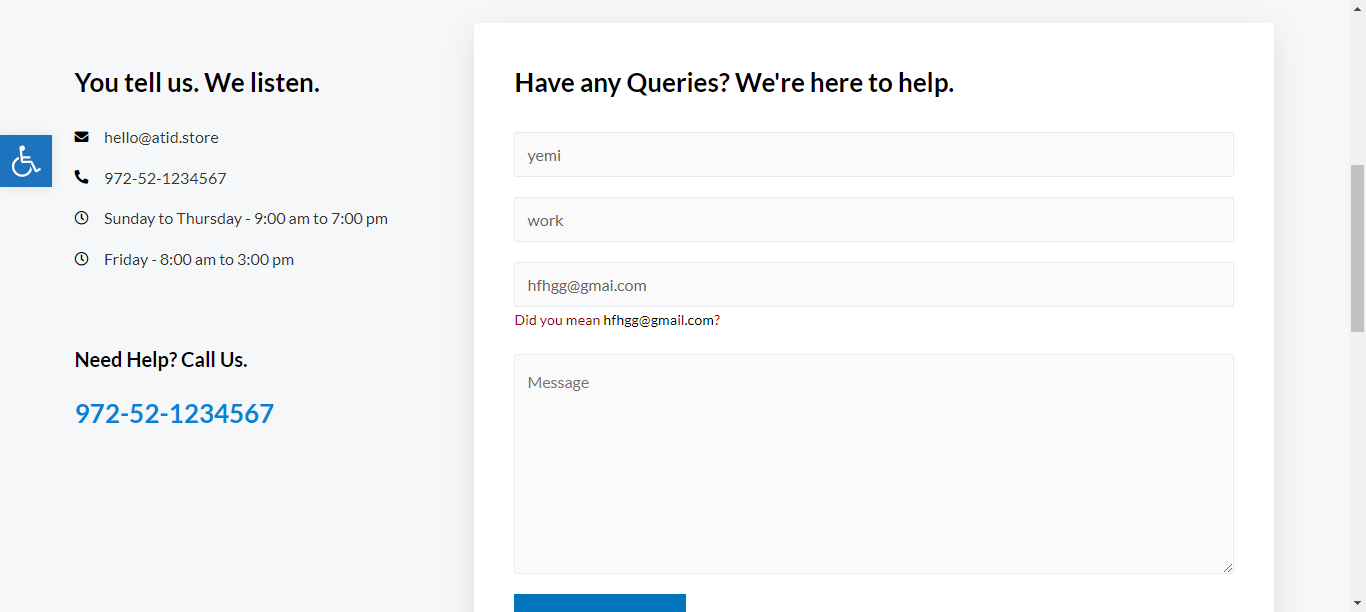 You tell us. We listen.
hello@atid.store
972-52-1234567
Sunday to Thursday - 9:00 am to 7:00 pm
Friday - 8:00 am to 3:00 pm
Need Help? Call Us.
972-52-1234567
Have any Queries? We're here to help.
yemi
work
hfhgg@gmai.com
Did you mean hfhgg@gmail.com?
Message